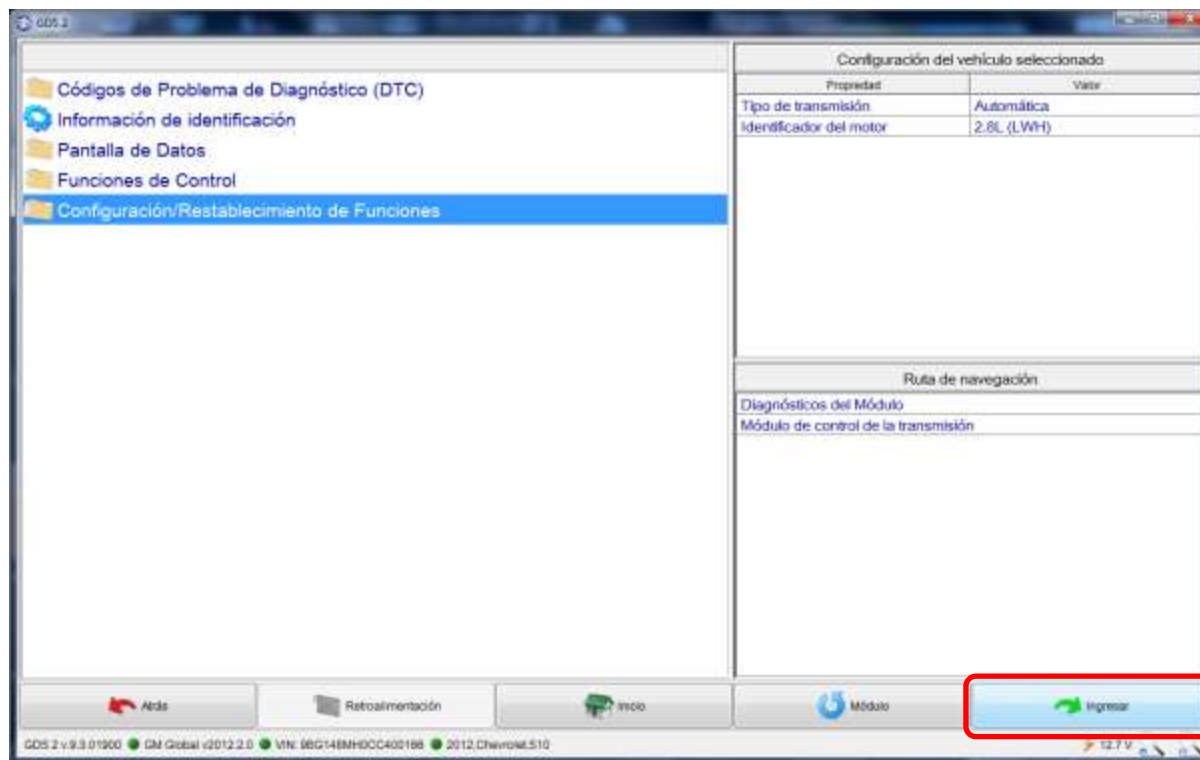 GDS 2
Códigos de Problema de Diagnóstico (DTC)
Información de identificación
Pantalla de Datos
Funciones de Control
Configuración/Restablecimiento de Funciones
Configuración del vehículo seleccionado
Propiedad Valor
Tipo de transmisión Automática
Identificador del motor 2.8L (LWH)
Ruta de navegación
Diagnósticos del Módulo
Módulo de control de la transmisión
Atrás Retroalimentación Inicio Módulo Ingresar
GDS 2 v.9.3.01900 GM Global v2012.2.0 VIN: 2012,Chevrolet,S10 12.7 V